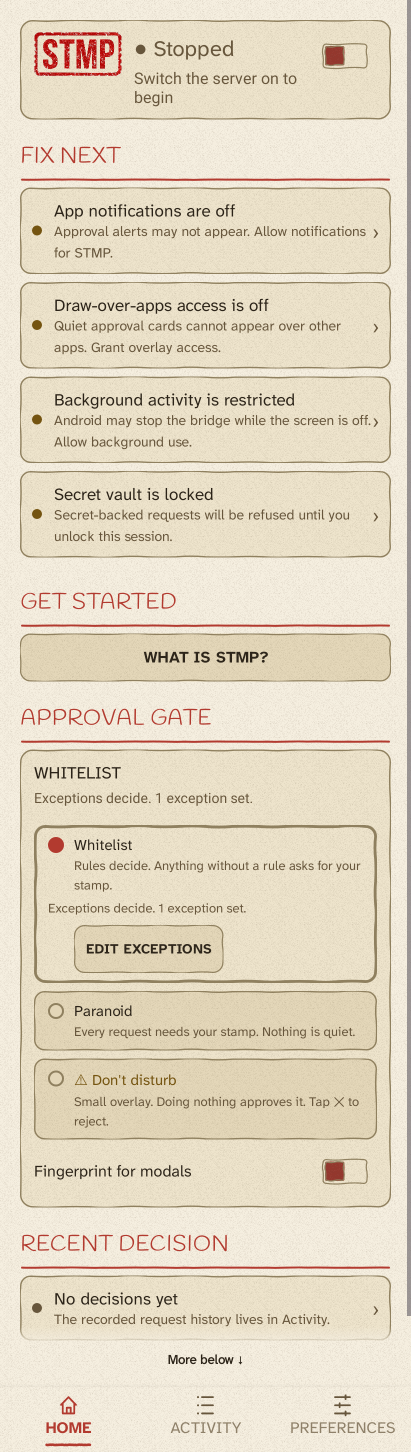 STMP
● Stopped
Switch the server on to
begin
FIX NEXT
App notifications are off
Approval alerts may not appear. Allow notifications
for STMP.
Draw-over-apps access is off
Quiet approval cards cannot appear over other
apps. Grant overlay access.
Background activity is restricted
Android may stop the bridge while the screen is off.
Allow background use.
Secret vault is locked
Secret-backed requests will be refused until you
unlock this session.
GET STARTED
WHAT IS STMP?
APPROVAL GATE
WHITELIST
Exceptions decide. 1 exception set.
Whitelist
Rules decide. Anything without a rule asks for your
stamp.
Exceptions decide. 1 exception set.
EDIT EXCEPTIONS
Paranoid
Every request needs your stamp. Nothing is quiet.
⚠ Don't disturb
Small overlay. Doing nothing approves it. Tap ✕ to
reject.
Fingerprint for modals
RECENT DECISION
No decisions yet
The recorded request history lives in Activity.
More below ↓
HOME ACTIVITY PREFERENCES